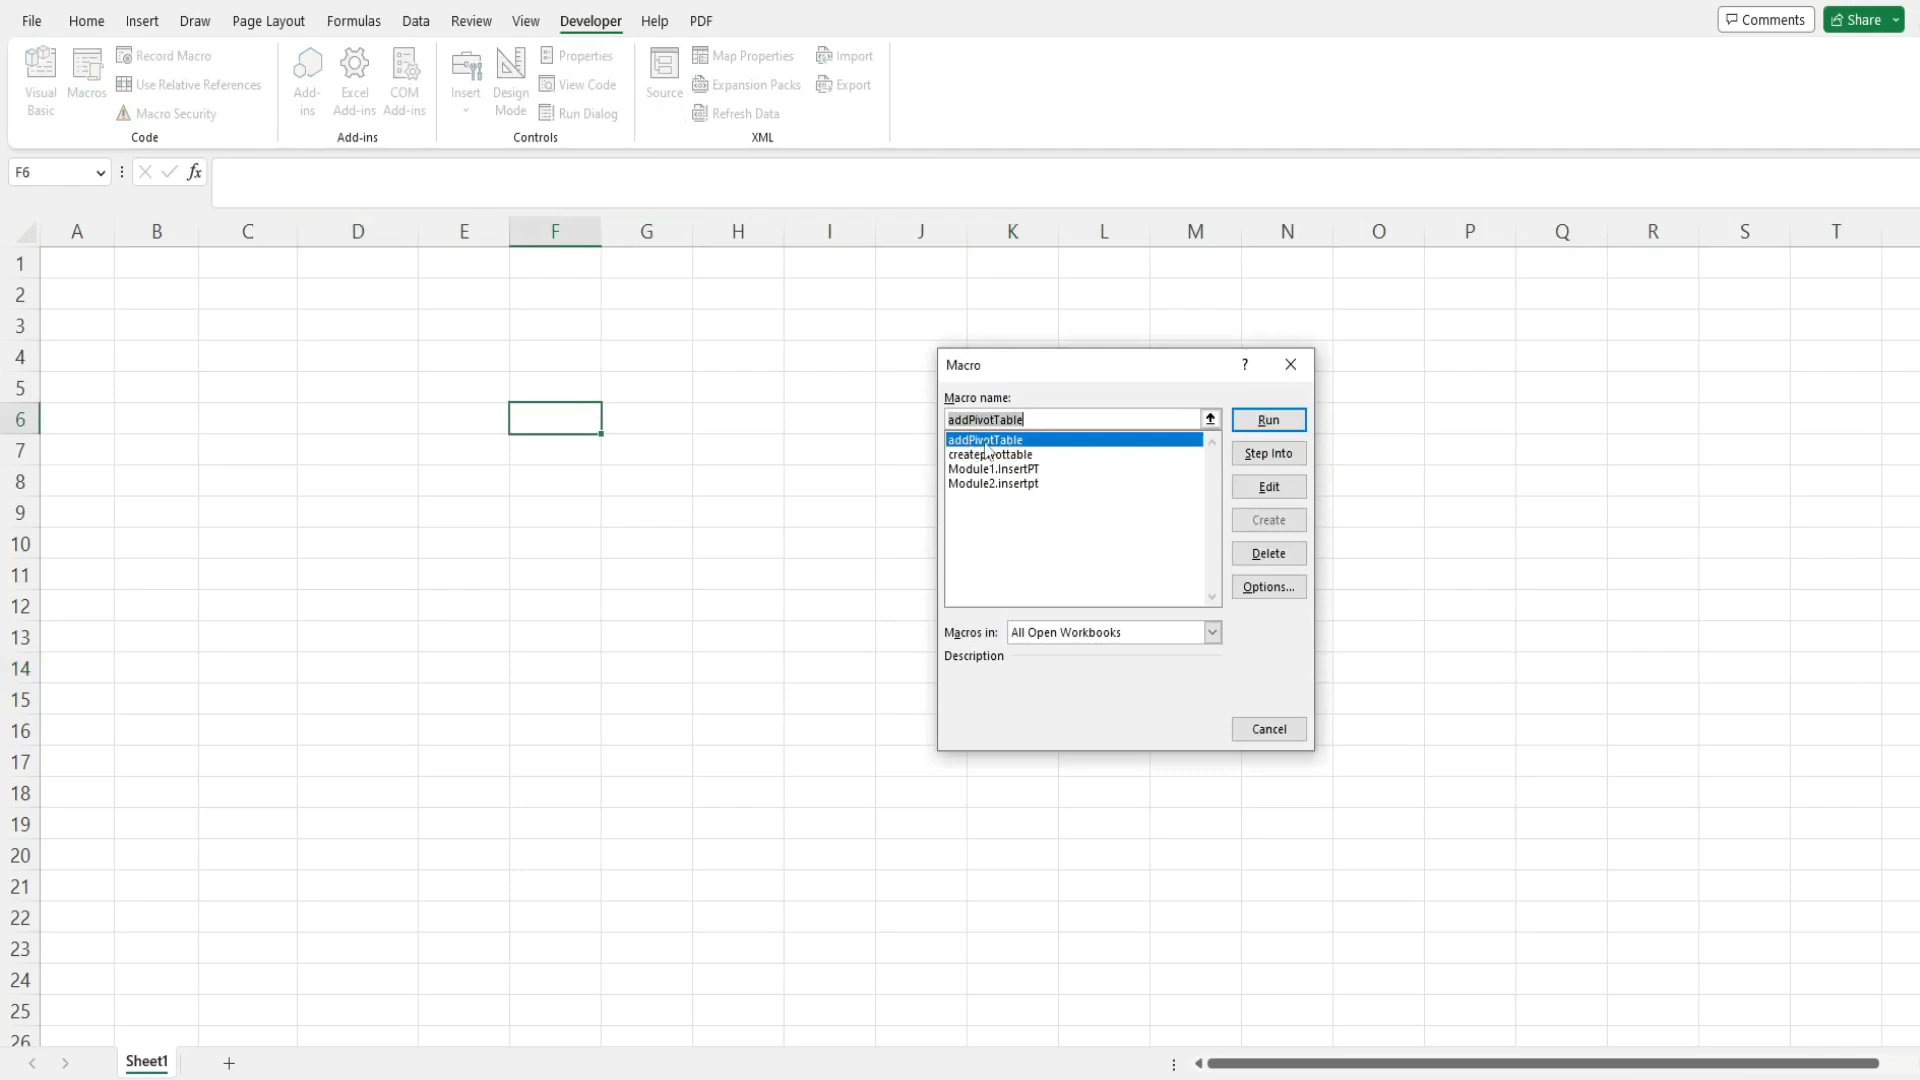 File Home Insert Draw Page Layout Formulas Data Review View Developer Help PDF Comments Share
Visual Basic
Macros
Record Macro
Use Relative References
Macro Security
Code
Add-ins
Excel Add-ins
COM Add-ins
Add-ins
Insert
Design Mode
Properties
View Code
Run Dialog
Controls
Source
Map Properties
Expansion Packs
Refresh Data
Import
Export
XML
F6
fx
A B C D E F G H I J K L M N O P Q R S T
1
2
3
4
5
6
7
8
9
10
11
12
13
14
15
16
17
18
19
20
21
22
23
24
25
26
Macro ?
Macro name:
addPivotTable
Run
addPivotTable
createpivottable
Module1.InsertPT
Module2.insertpt
Step Into
Edit
Create
Delete
Options...
Macros in: All Open Workbooks
Description
Cancel
Sheet1